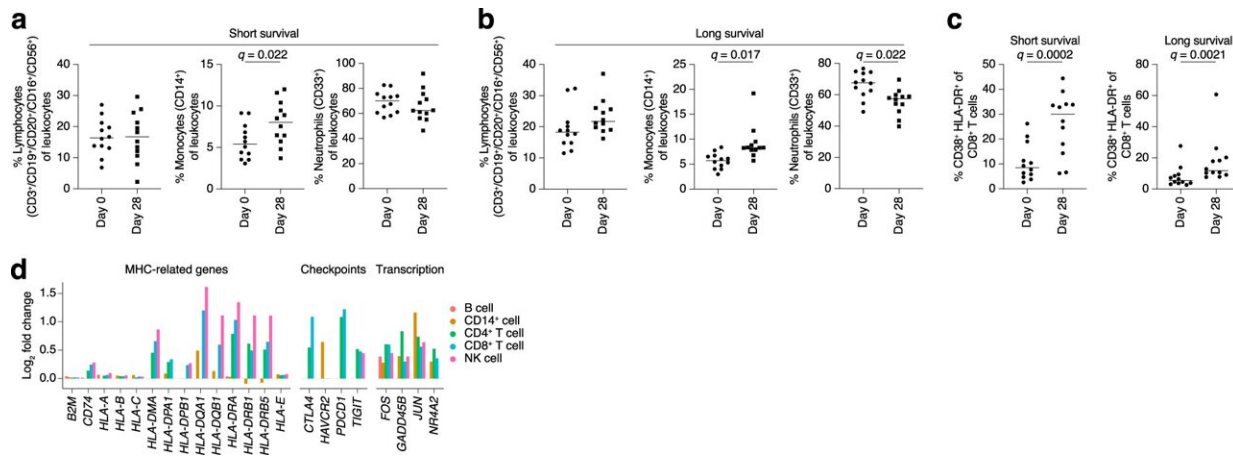 a
Short survival
% Lymphocytes
(CD3⁺/CD19⁺/CD20⁺/CD16⁺/CD56⁺)
of leukocytes
40
30
20
10
0
Day 0
Day 28
q = 0.022
% Monocytes (CD14⁺)
of leukocytes
15
10
5
0
Day 0
Day 28
% Neutrophils (CD33⁺)
of leukocytes
100
80
60
40
20
0
Day 0
Day 28
b
Long survival
% Lymphocytes
(CD3⁺/CD19⁺/CD20⁺/CD16⁺/CD56⁺)
of leukocytes
40
30
20
10
0
Day 0
Day 28
q = 0.017
% Monocytes (CD14⁺)
of leukocytes
25
20
15
10
5
0
Day 0
Day 28
q = 0.022
% Neutrophils (CD33⁺)
of leukocytes
80
60
40
20
0
Day 0
Day 28
c
Short survival
q = 0.0002
% CD38⁺ HLA-DR⁺ of
CD8⁺ T cells
50
40
30
20
10
0
Day 0
Day 28
Long survival
q = 0.0021
% CD38⁺ HLA-DR⁺ of
CD8⁺ T cells
80
60
40
20
0
Day 0
Day 28
d
MHC-related genes
Checkpoints
Transcription
Log₂ fold change
1.5
1.0
0.5
0.0
B2M
CD74
HLA-A
HLA-B
HLA-C
HLA-DMA
HLA-DPA1
HLA-DPB1
HLA-DQA1
HLA-DQB1
HLA-DRA
HLA-DRB1
HLA-DRB5
HLA-E
CTLA4
HAVCR2
PDCD1
TIGIT
FOS
GADD45B
JUN
NR4A2
B cell
CD14⁺ cell
CD4⁺ T cell
CD8⁺ T cell
NK cell